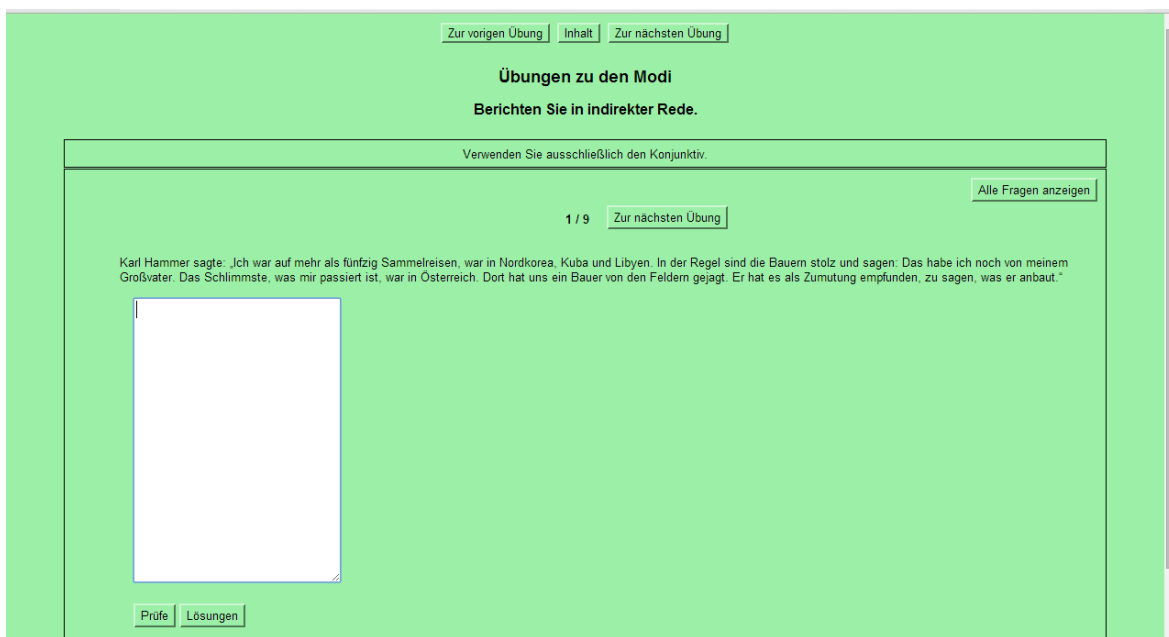 Zur vorigen Übung Inhalt Zur nächsten Übung
Übungen zu den Modi
Berichten Sie in indirekter Rede.
Verwenden Sie ausschließlich den Konjunktiv.
Alle Fragen anzeigen
1 / 9 Zur nächsten Übung
Karl Hammer sagte: „Ich war auf mehr als fünfzig Sammelreisen, war in Nordkorea, Kuba und Libyen. In der Regel sind die Bauern stolz und sagen: Das habe ich noch von meinem
Großvater. Das Schlimmste, was mir passiert ist, war in Österreich. Dort hat uns ein Bauer von den Feldern gejagt. Er hat es als Zumutung empfunden, zu sagen, was er anbaut.“
Prüfe Lösungen